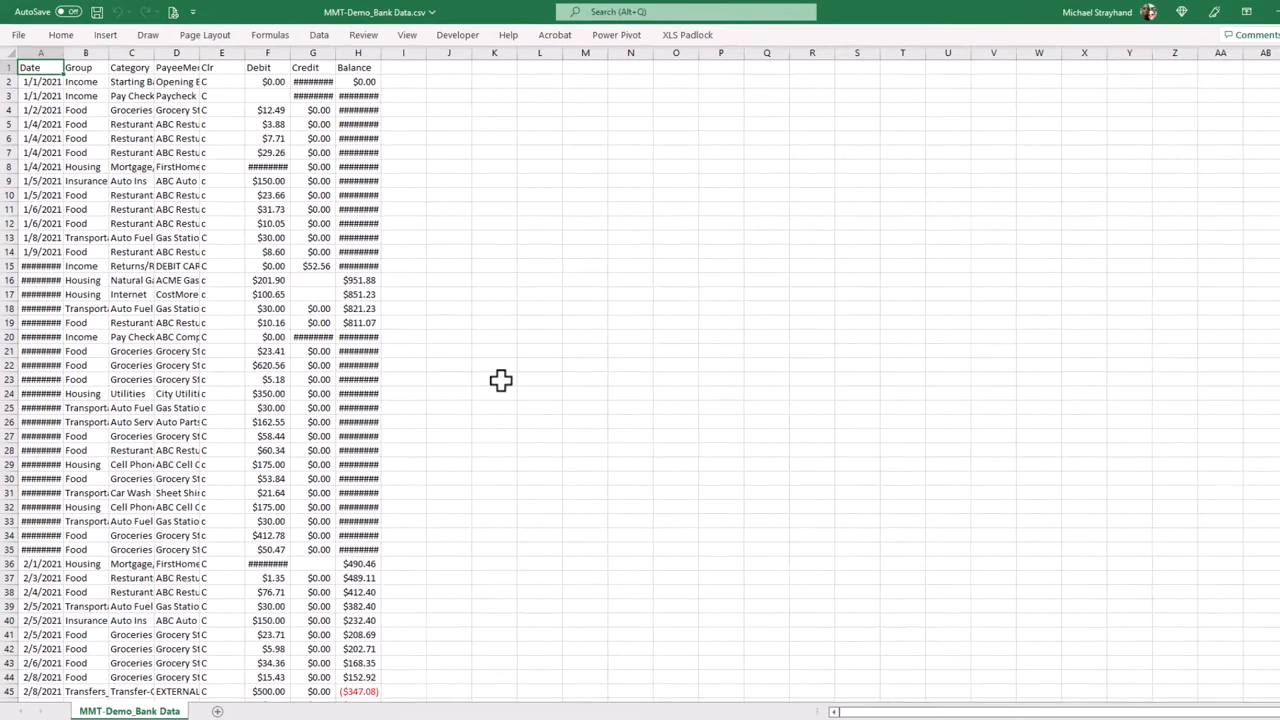 AutoSave Off MMT-Demo_Bank Data.csv Search (Alt+Q) Michael Strayhand
File Home Insert Draw Page Layout Formulas Data Review View Developer Help Acrobat Power Pivot XLS Padlock Comments
A B C D E F G H I J K L M N O P Q R S T U V W X Y Z AA AB
1 Date Group Category PayeeMer Clr Debit Credit Balance
2 1/1/2021 Income Starting Ba Opening E C $0.00 ######## $0.00
3 1/1/2021 Income Pay Check Paycheck C ######## ########
4 1/2/2021 Food Groceries Grocery St C $12.49 $0.00 ########
5 1/4/2021 Food Resturant ABC Restu c $3.88 $0.00 ########
6 1/4/2021 Food Resturant ABC Restu c $7.71 $0.00 ########
7 1/4/2021 Food Resturant ABC Restu c $29.26 $0.00 ########
8 1/4/2021 Housing Mortgage, FirstHome c ######## $0.00 ########
9 1/5/2021 Insurance Auto Ins ABC Auto c $150.00 $0.00 ########
10 1/5/2021 Food Resturant ABC Restu c $23.66 $0.00 ########
11 1/6/2021 Food Resturant ABC Restu c $31.73 $0.00 ########
12 1/6/2021 Food Resturant ABC Restu c $10.05 $0.00 ########
13 1/8/2021 Transport Auto Fuel Gas Statio C $30.00 $0.00 ########
14 1/9/2021 Food Resturant ABC Restu C $8.60 $0.00 ########
15 ######## Income Returns/R DEBIT CAR C $0.00 $52.56 ########
16 ######## Housing Natural Ga ACME Gas c $201.90 $951.88
17 ######## Housing Internet CostMore c $100.65 $851.23
18 ######## Transport Auto Fuel Gas Statio c $30.00 $0.00 $821.23
19 ######## Food Resturant ABC Restu c $10.16 $0.00 $811.07
20 ######## Income Pay Check ABC Comp c $0.00 ######## ########
21 ######## Food Groceries Grocery St c $23.41 $0.00 ########
22 ######## Food Groceries Grocery St c $620.56 $0.00 ########
23 ######## Food Groceries Grocery St c $5.18 $0.00 ########
24 ######## Housing Utilities City Utiliti c $350.00 $0.00 ########
25 ######## Transport Auto Fuel Gas Statio c $30.00 $0.00 ########
26 ######## Transport Auto Serv Auto Parts c $162.55 $0.00 ########
27 ######## Food Groceries Grocery St c $58.44 $0.00 ########
28 ######## Food Resturant ABC Restu c $60.34 $0.00 ########
29 ######## Housing Cell Phon ABC Cell C c $175.00 $0.00 ########
30 ######## Food Groceries Grocery St c $53.84 $0.00 ########
31 ######## Transport Car Wash Sheet Shi c $21.64 $0.00 ########
32 ######## Housing Cell Phon ABC Cell C c $175.00 $0.00 ########
33 ######## Transport Auto Fuel Gas Statio c $30.00 $0.00 ########
34 ######## Food Groceries Grocery St c $412.78 $0.00 ########
35 ######## Food Groceries Grocery St c $50.47 $0.00 ########
36 2/1/2021 Housing Mortgage, FirstHome C ######## $490.46
37 2/3/2021 Food Resturant ABC Restu C $1.35 $0.00 $489.11
38 2/4/2021 Food Resturant ABC Restu C $76.71 $0.00 $412.40
39 2/5/2021 Transport Auto Fuel Gas Statio C $30.00 $0.00 $382.40
40 2/5/2021 Insurance Auto Ins ABC Auto C $150.00 $0.00 $232.40
41 2/5/2021 Food Groceries Grocery St C $23.71 $0.00 $208.69
42 2/5/2021 Food Groceries Grocery St C $5.98 $0.00 $202.71
43 2/6/2021 Food Groceries Grocery St C $34.36 $0.00 $168.35
44 2/8/2021 Food Groceries Grocery St C $15.43 $0.00 $152.92
45 2/8/2021 Transfers_ Transfer-C EXTERNAL C $500.00 $0.00 ($347.08)
MMT-Demo_Bank Data